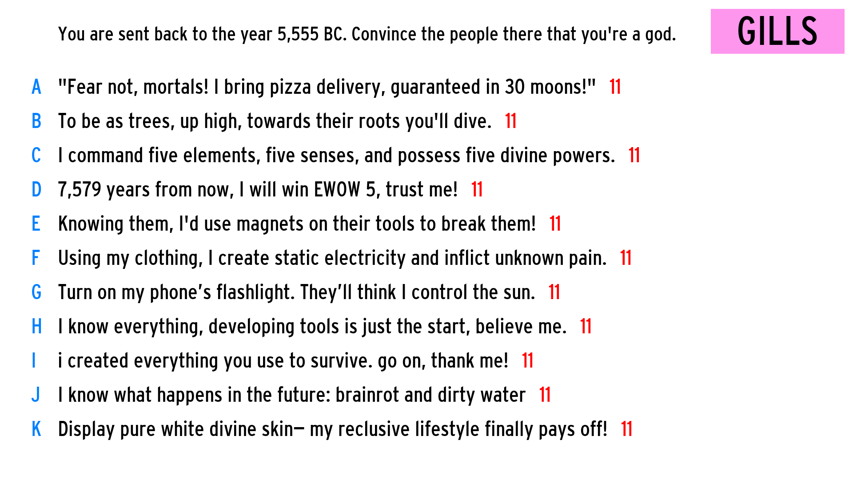 You are sent back to the year 5,555 BC. Convince the people there that you're a god.
GILLS
A "Fear not, mortals! I bring pizza delivery, guaranteed in 30 moons!" 11
B To be as trees, up high, towards their roots you'll dive. 11
C I command five elements, five senses, and possess five divine powers. 11
D 7,579 years from now, I will win EWOW 5, trust me! 11
E Knowing them, I'd use magnets on their tools to break them! 11
F Using my clothing, I create static electricity and inflict unknown pain. 11
G Turn on my phone’s flashlight. They’ll think I control the sun. 11
H I know everything, developing tools is just the start, believe me. 11
I i created everything you use to survive. go on, thank me! 11
J I know what happens in the future: brainrot and dirty water 11
K Display pure white divine skin– my reclusive lifestyle finally pays off! 11